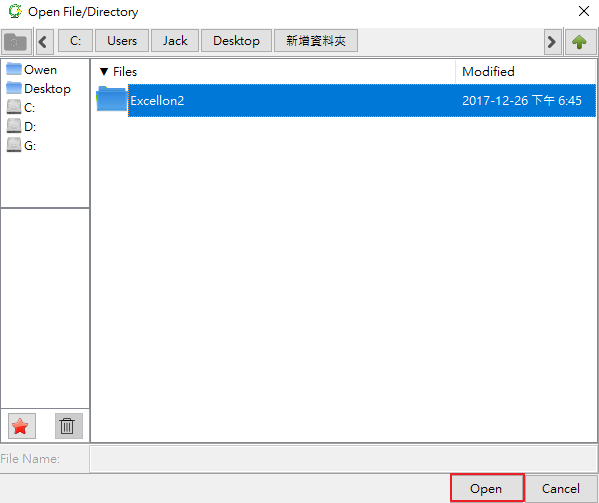 Open File/Directory
C: Users Jack Desktop 新增資料夾
Owen
Desktop
C:
D:
G:
▼ Files Modified
Excellon2 2017-12-26 下午 6:45
File Name:
Open Cancel